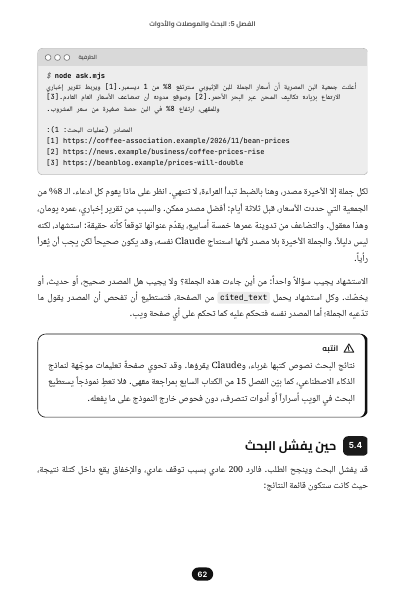 الفصل 5: البحث والموصلات والأدوات
الطرفية
$ node ask.mjs
أعلنت جمعية البن المصرية أن أسعار الجملة للبن الإثيوبي سترتفع 8% من 1 ديسمبر.[1] ويربط تقرير إخباري
الارتفاع بزيادة تكاليف الشحن عبر البحر الأحمر.[2] وتتوقع مدونة أن تتضاعف الأسعار العام القادم.[3]
وللمقهى، ارتفاع 8% في البن حصة صغيرة من سعر المشروب.
المصادر (عمليات البحث: 1):
[1] https://coffee-association.example/2026/11/bean-prices
[2] https://news.example/business/coffee-prices-rise
[3] https://beanblog.example/prices-will-double
لكل جملة إلا الأخيرة مصدر، وهنا بالضبط تبدأ القراءة، لا تنتهي. انظر على ماذا يقوم كل ادعاء. الـ 8% من
الجمعية التي حددت الأسعار، قبل ثلاثة أيام: أفضل مصدر ممكن. والسبب من تقرير إخباري، عمره يومان،
وهذا معقول. والتضاعف من تدوينة عمرها خمسة أسابيع، يقدّم عنوانها توقعاً كأنه حقيقة: استشهاد، لكنه
ليس دليلاً. والجملة الأخيرة بلا مصدر لأنها استنتاج Claude نفسه، وقد يكون صحيحاً لكن يجب أن يُقرأ
رأياً.
الاستشهاد يجيب سؤالاً واحداً: من أين جاءت هذه الجملة؟ ولا يجيب هل المصدر صحيح، أو حديث، أو
يخصّك. وكل استشهاد يحمل cited_text من الصفحة، فتستطيع أن تفحص أن المصدر يقول ما
تدّعيه الجملة؛ أما المصدر نفسه فتحكم عليه كما تحكم على أي صفحة ويب.
انتبه
نتائج البحث نصوص كتبها غرباء، وClaude يقرؤها. وقد تحوي صفحةٌ تعليمات موجّهة لنماذج
الذكاء الاصطناعي، كما بيّن الفصل 15 من الكتاب السابع بمراجعة مقهى. فلا تعطِ نموذجاً يستطيع
البحث في الويب أسراراً أو أدوات تتصرف، دون فحوص خارج النموذج على ما يفعله.
5.4 حين يفشل البحث
قد يفشل البحث وينجح الطلب. فالرد 200 عادي بسبب توقف عادي، والإخفاق يقع داخل كتلة نتيجة،
حيث كانت ستكون قائمة النتائج:
62